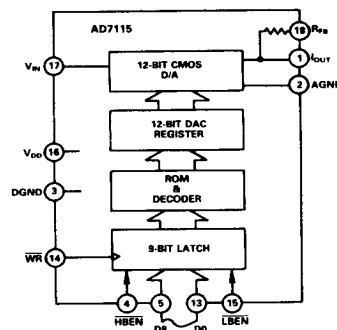 AD7115
18 RFB
VIN 17
12-BIT CMOS
D/A
1 IOUT
2 AGND
12-BIT DAC
REGISTER
VDD 16
DGND 3
ROM
&
DECODER
9-BIT LATCH
WR 14
4 5 13 15
HBEN D8 D0 LBEN